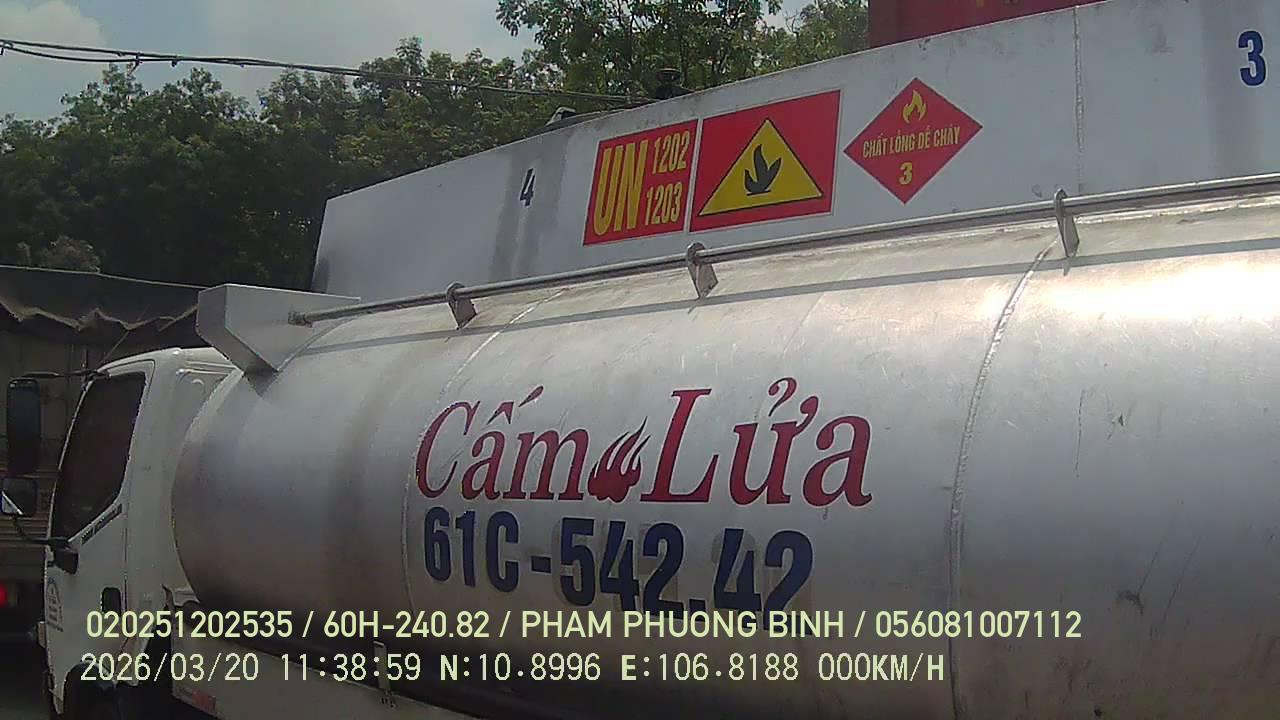 3
4
UN 1202
1203
CHẤT LỎNG DỄ CHÁY
3
Cấm Lửa
61C-542.42
020251202535 / 60H-240.82 / PHAM PHUONG BINH / 056081007112
2026/03/20 11:38:59 N:10.8996 E:106.8188 000KM/H